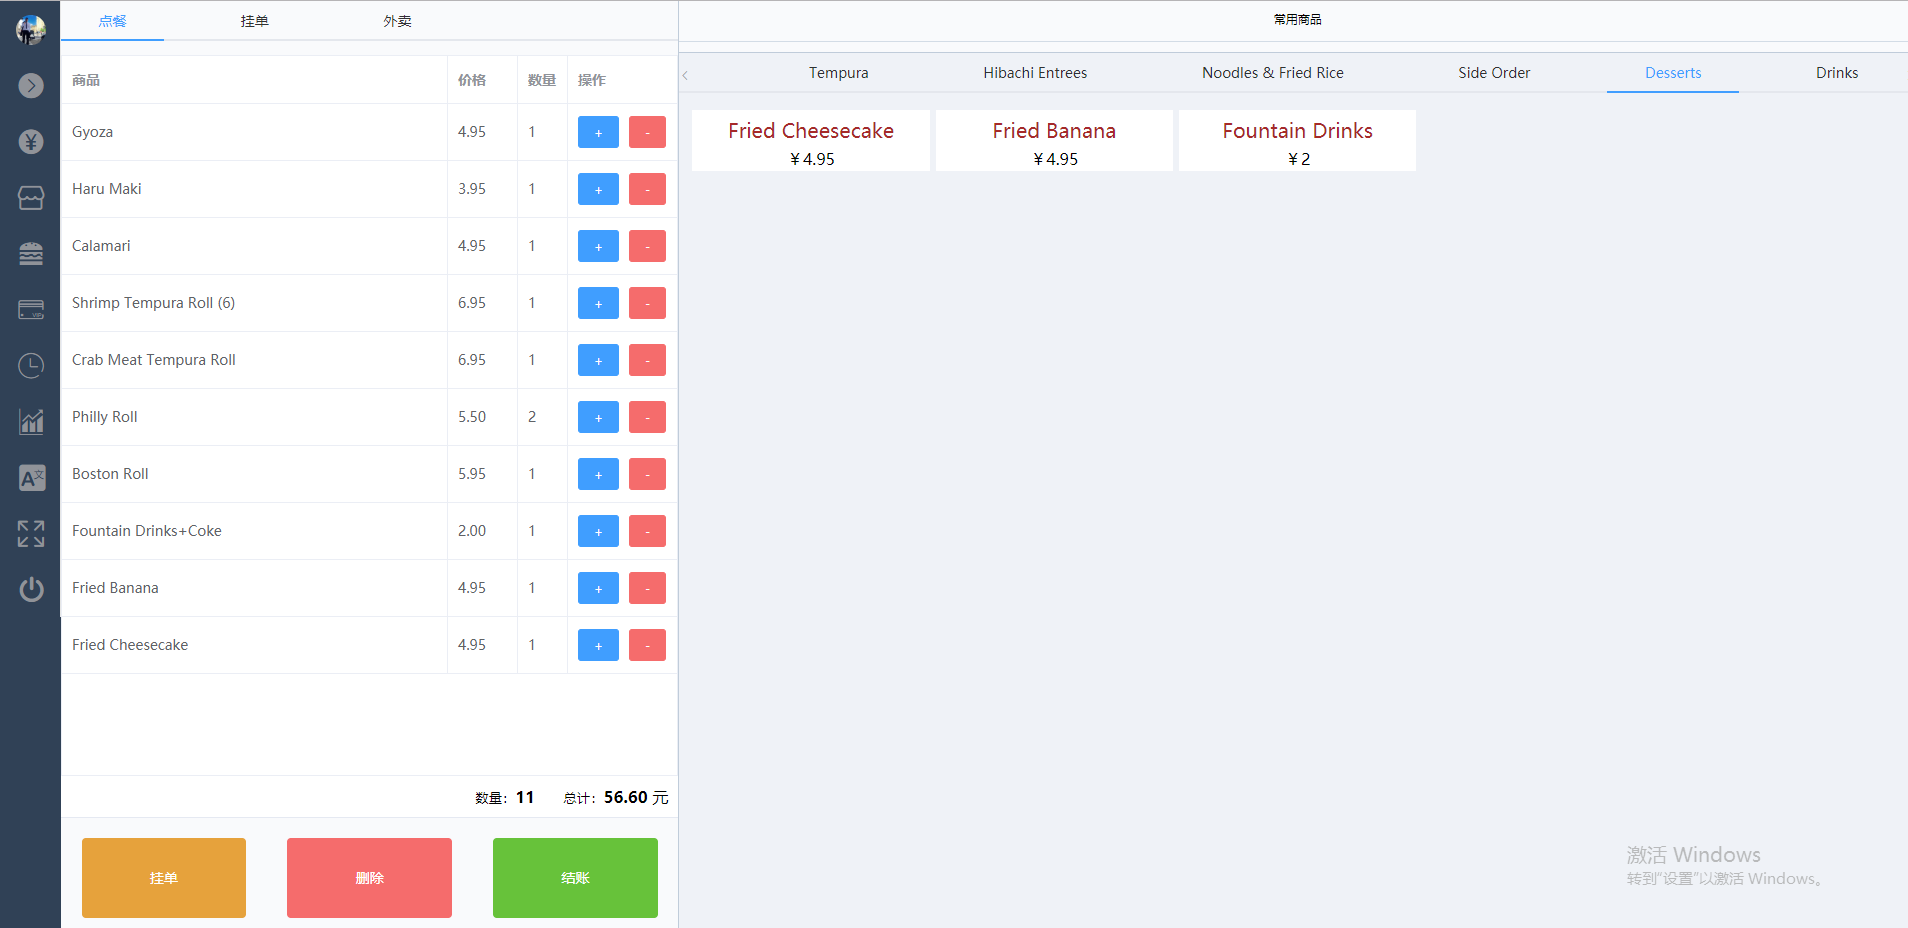 点餐 挂单 外卖
商品 价格 数量 操作
Gyoza 4.95 1 + -
Haru Maki 3.95 1 + -
Calamari 4.95 1 + -
Shrimp Tempura Roll (6) 6.95 1 + -
Crab Meat Tempura Roll 6.95 1 + -
Philly Roll 5.50 2 + -
Boston Roll 5.95 1 + -
Fountain Drinks+Coke 2.00 1 + -
Fried Banana 4.95 1 + -
Fried Cheesecake 4.95 1 + -
数量: 11 总计: 56.60 元
挂单 删除 结账
常用商品
Tempura Hibachi Entrees Noodles & Fried Rice Side Order Desserts Drinks
Fried Cheesecake Fried Banana Fountain Drinks
￥4.95 ￥4.95 ￥2
激活 Windows
转到"设置"以激活 Windows。
¥
VIP
A文